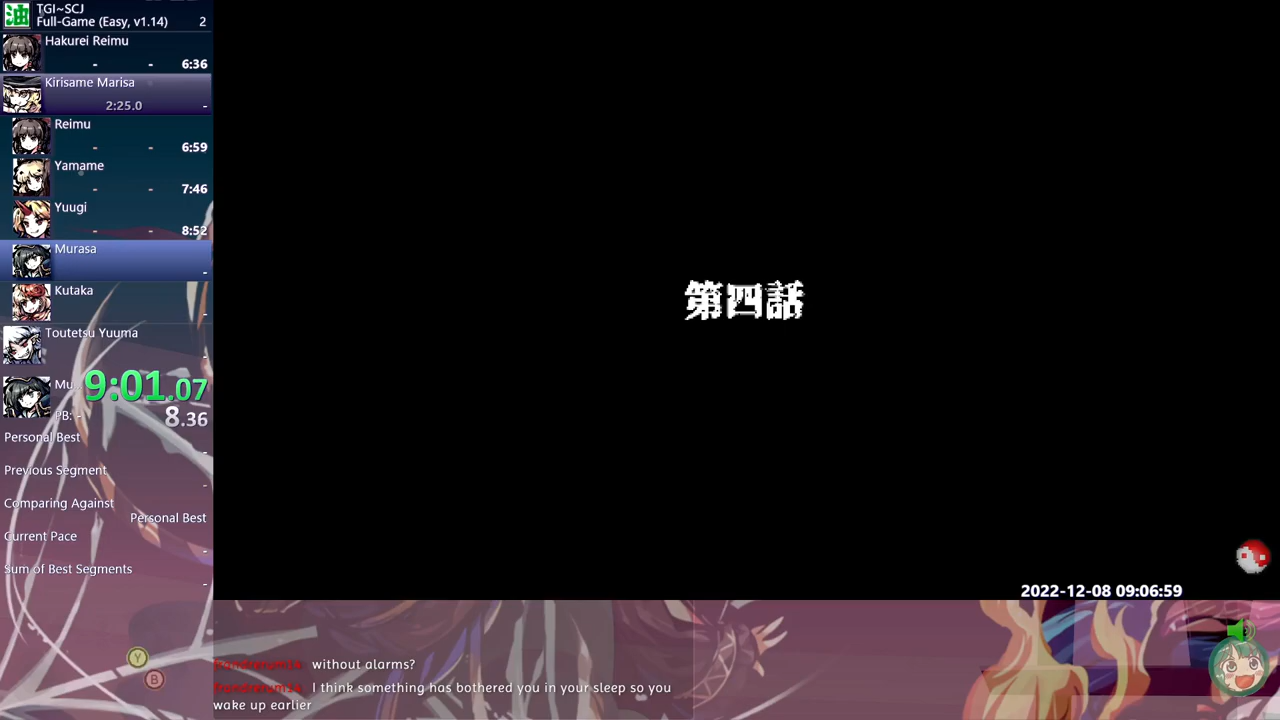 油
TGI~SCJ
Full-Game (Easy, v1.14) 2
Hakurei Reimu
- - 6:36
Kirisame Marisa
2:25.0 -
Reimu
- - 6:59
Yamame
- - 7:46
Yuugi
- - 8:52
Murasa
-
Kutaka
-
Toutetsu Yuuma
-
Mu... 9:01.07
PB: - 8.36
Personal Best
-
Previous Segment
-
Comparing Against
Personal Best
Current Pace
-
Sum of Best Segments
-
第四話
2022-12-08 09:06:59
Y
B
without alarms?
I think something has bothered you in your sleep so you
wake up earlier